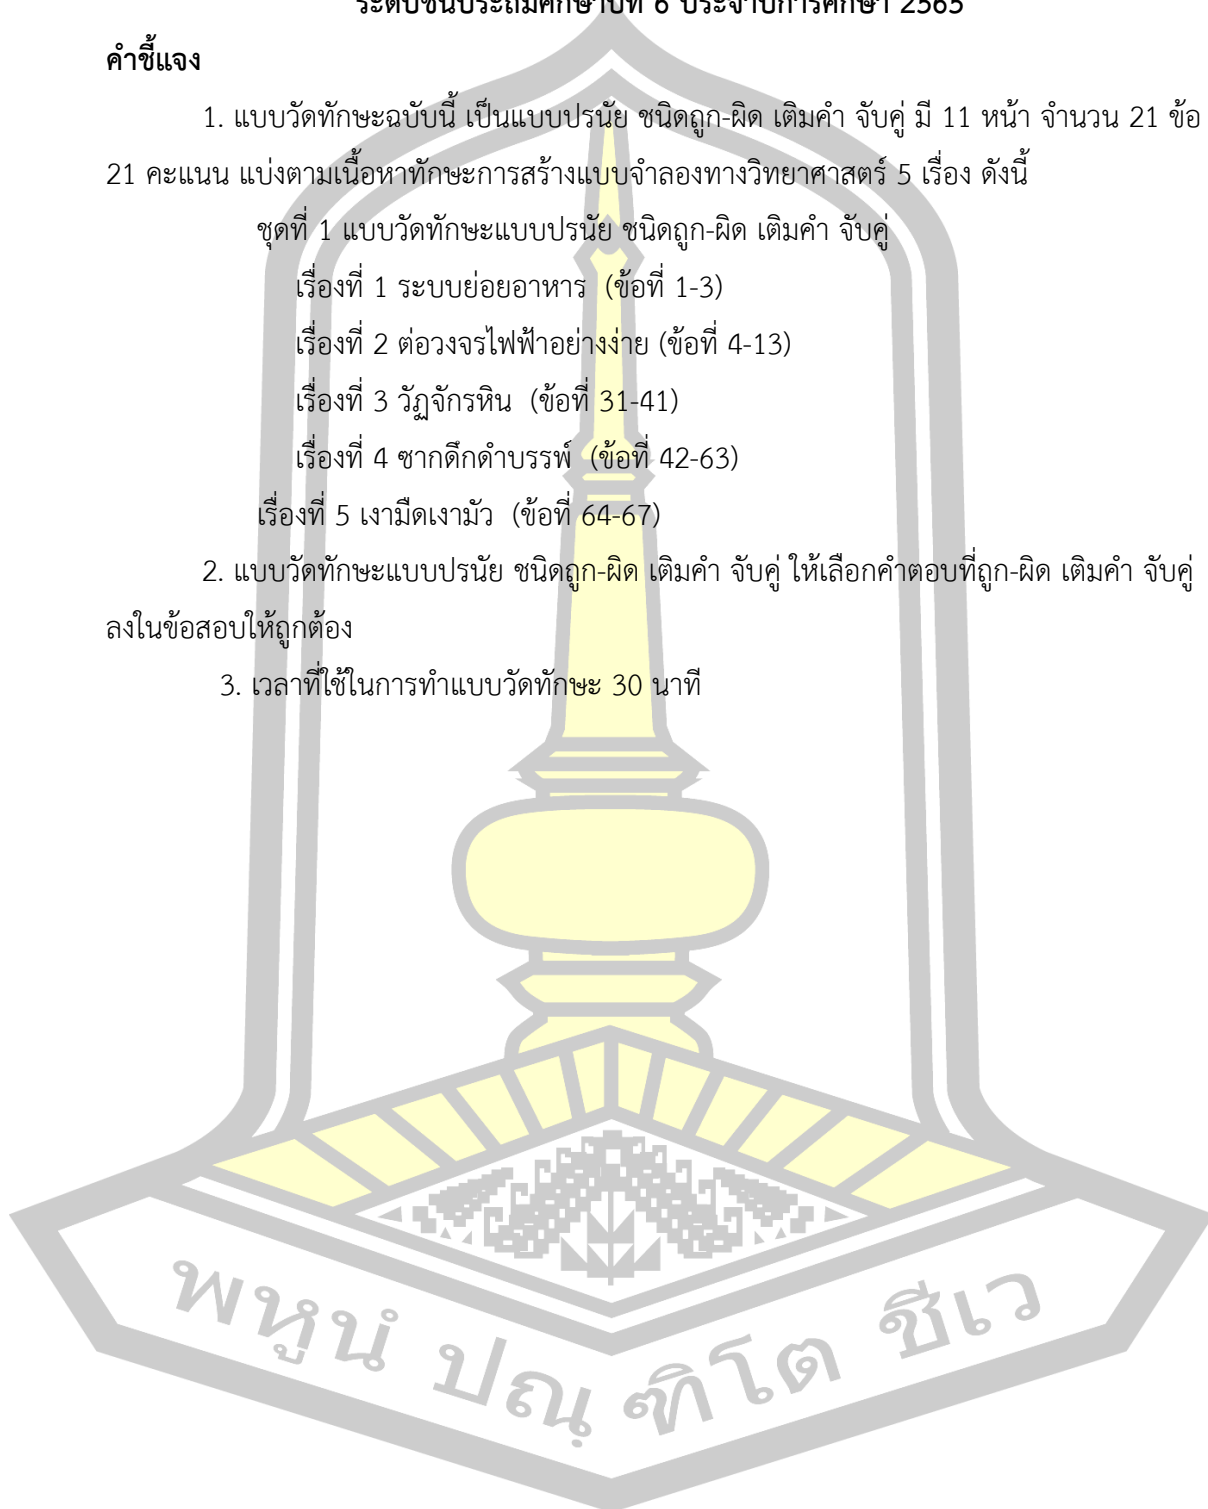 ระดับชั้นประถมศึกษาปีที่ 6 ประจำปีการศึกษา 2565
คำชี้แจง
1. แบบวัดทักษะฉบับนี้ เป็นแบบปรนัย ชนิดถูก-ผิด เติมคำ จับคู่ มี 11 หน้า จำนวน 21 ข้อ
21 คะแนน แบ่งตามเนื้อหาทักษะการสร้างแบบจำลองทางวิทยาศาสตร์ 5 เรื่อง ดังนี้
ชุดที่ 1 แบบวัดทักษะแบบปรนัย ชนิดถูก-ผิด เติมคำ จับคู่
เรื่องที่ 1 ระบบย่อยอาหาร (ข้อที่ 1-3)
เรื่องที่ 2 ต่อวงจรไฟฟ้าอย่างง่าย (ข้อที่ 4-13)
เรื่องที่ 3 วัฏจักรหิน (ข้อที่ 31-41)
เรื่องที่ 4 ซากดึกดำบรรพ์ (ข้อที่ 42-63)
เรื่องที่ 5 เงามืดเงามัว (ข้อที่ 64-67)
2. แบบวัดทักษะแบบปรนัย ชนิดถูก-ผิด เติมคำ จับคู่ ให้เลือกคำตอบที่ถูก-ผิด เติมคำ จับคู่
ลงในข้อสอบให้ถูกต้อง
3. เวลาที่ใช้ในการทำแบบวัดทักษะ 30 นาที
พหูนํ ปณฺฑิโต ชีเว